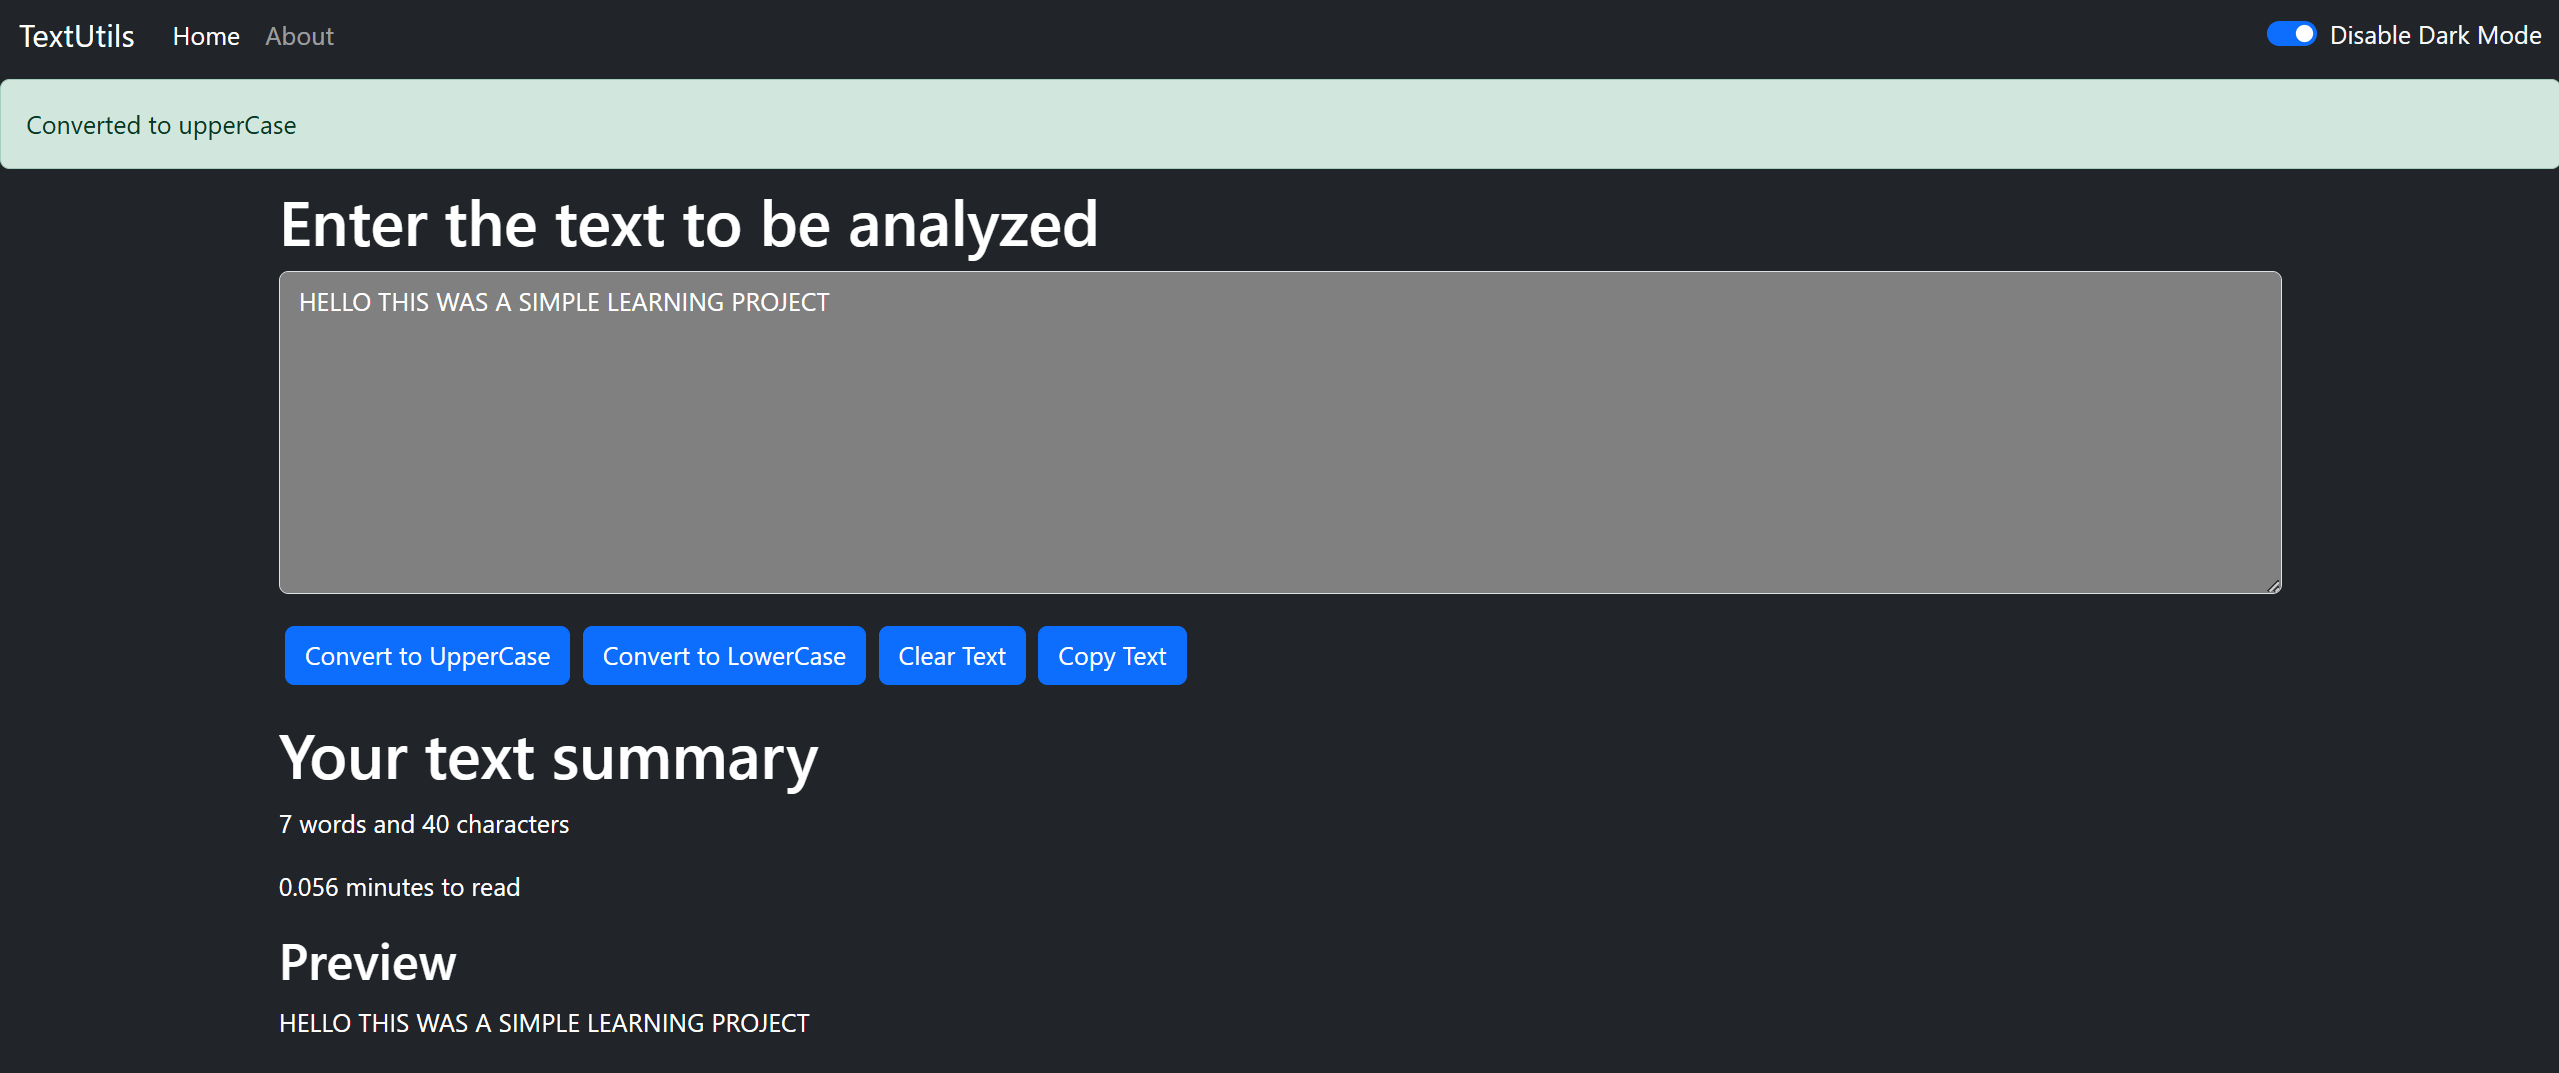 TextUtils Home About Disable Dark Mode
Converted to upperCase
Enter the text to be analyzed
HELLO THIS WAS A SIMPLE LEARNING PROJECT
Convert to UpperCase Convert to LowerCase Clear Text Copy Text
Your text summary
7 words and 40 characters
0.056 minutes to read
Preview
HELLO THIS WAS A SIMPLE LEARNING PROJECT